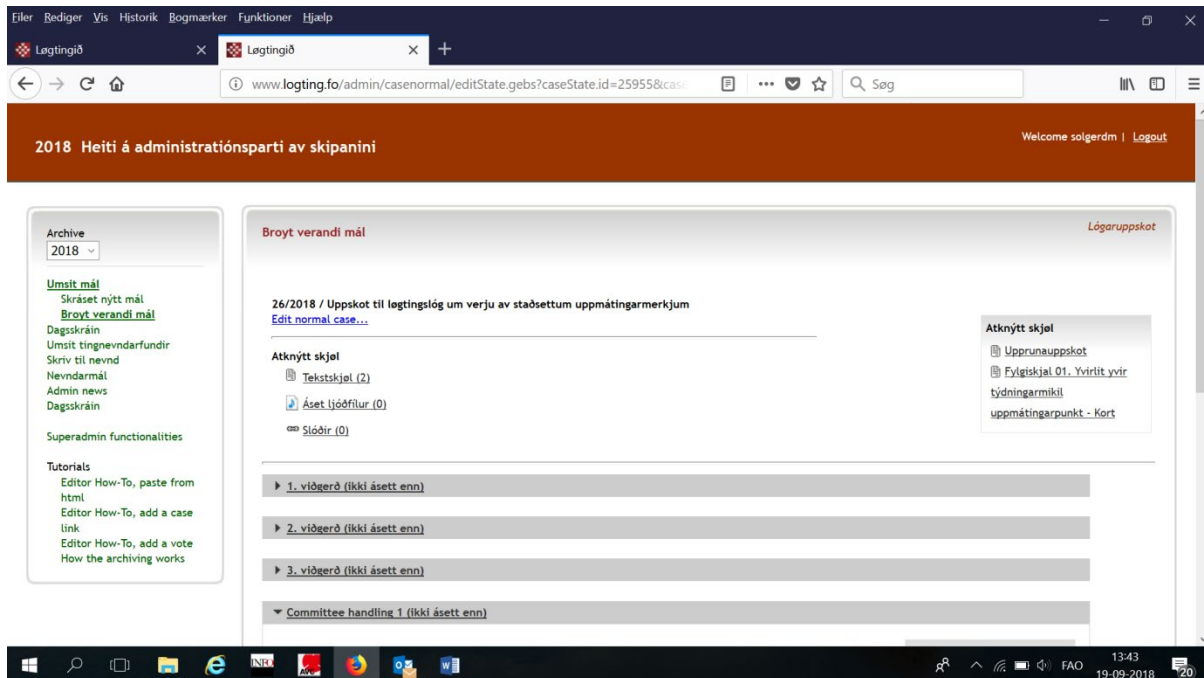 Filer Rediger Vis Historik Bogmærker Funktioner Hjælp
Løgtingið
Løgtingið
www.logting.fo/admin/casenormal/editState.gebs?caseState.id=25955&cas
Søg
2018 Heiti á administratiónsparti av skipanini
Welcome solgerdm | Logout
Archive
2018
Umsit mál
Skráset nýtt mál
Broyt verandi mál
Dagsskráin
Umsit tingnevndarfundir
Skriv til nevnd
Nevndarmál
Admin news
Dagsskráin
Superadmin functionalities
Tutorials
Editor How-To, paste from
html
Editor How-To, add a case
link
Editor How-To, add a vote
How the archiving works
Broyt verandi mál
Lógaruppskot
26/2018 / Uppskot til løgtingslóg um verju av staðsettum uppmátingarmerkjum
Edit normal case...
Atknýtt skjøl
Tekstskjøl (2)
Áset ljóðfílur (0)
Slóðir (0)
Atknýtt skjøl
Upprunauppskot
Fylgiskjal 01. Yvirlit yvir
týdningarmikil
uppmátingarpunkt - Kort
1. viðgerð (ikki ásett enn)
2. viðgerð (ikki ásett enn)
3. viðgerð (ikki ásett enn)
Committee handling 1 (ikki ásett enn)
INFO
FAO
13:43
19-09-2018
20